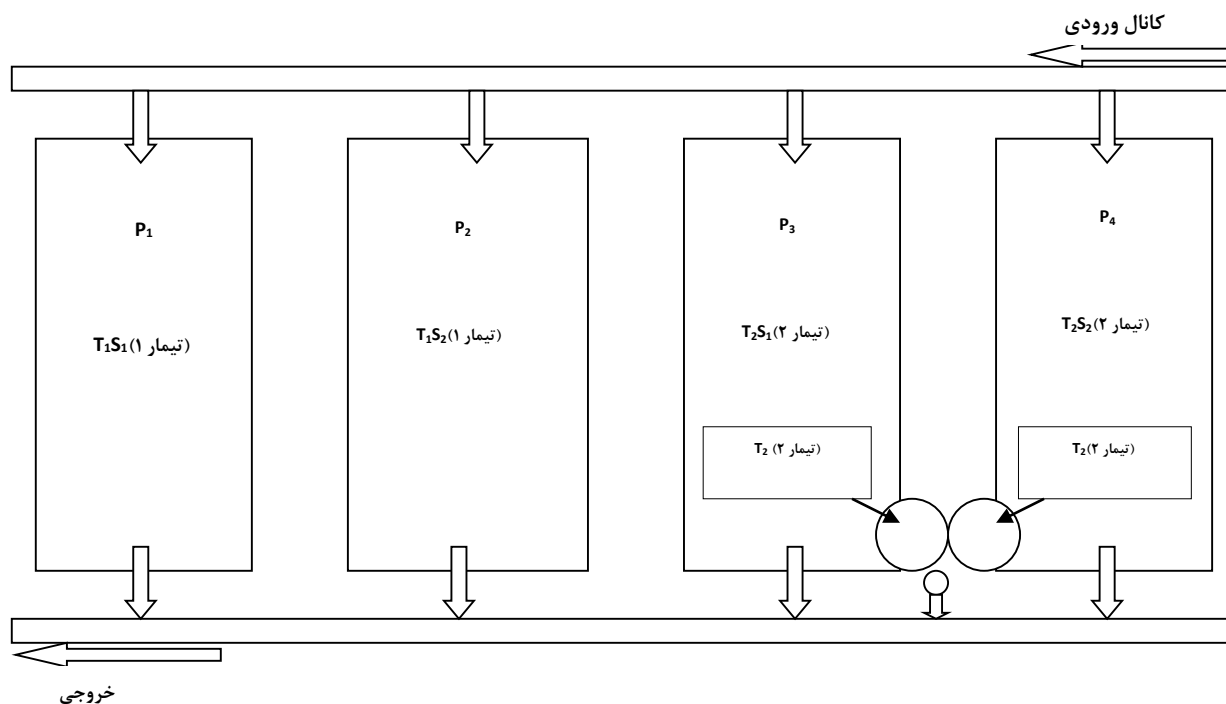 کانال ورودی
P₁
P₂
P₃
P₄
T₁S₁(تیمار ۱)
T₁S₂(تیمار ۱)
T₂S₁(تیمار ۲)
T₂S₂(تیمار ۲)
T₂ (تیمار ۲)
T₂(تیمار ۲)
خروجی